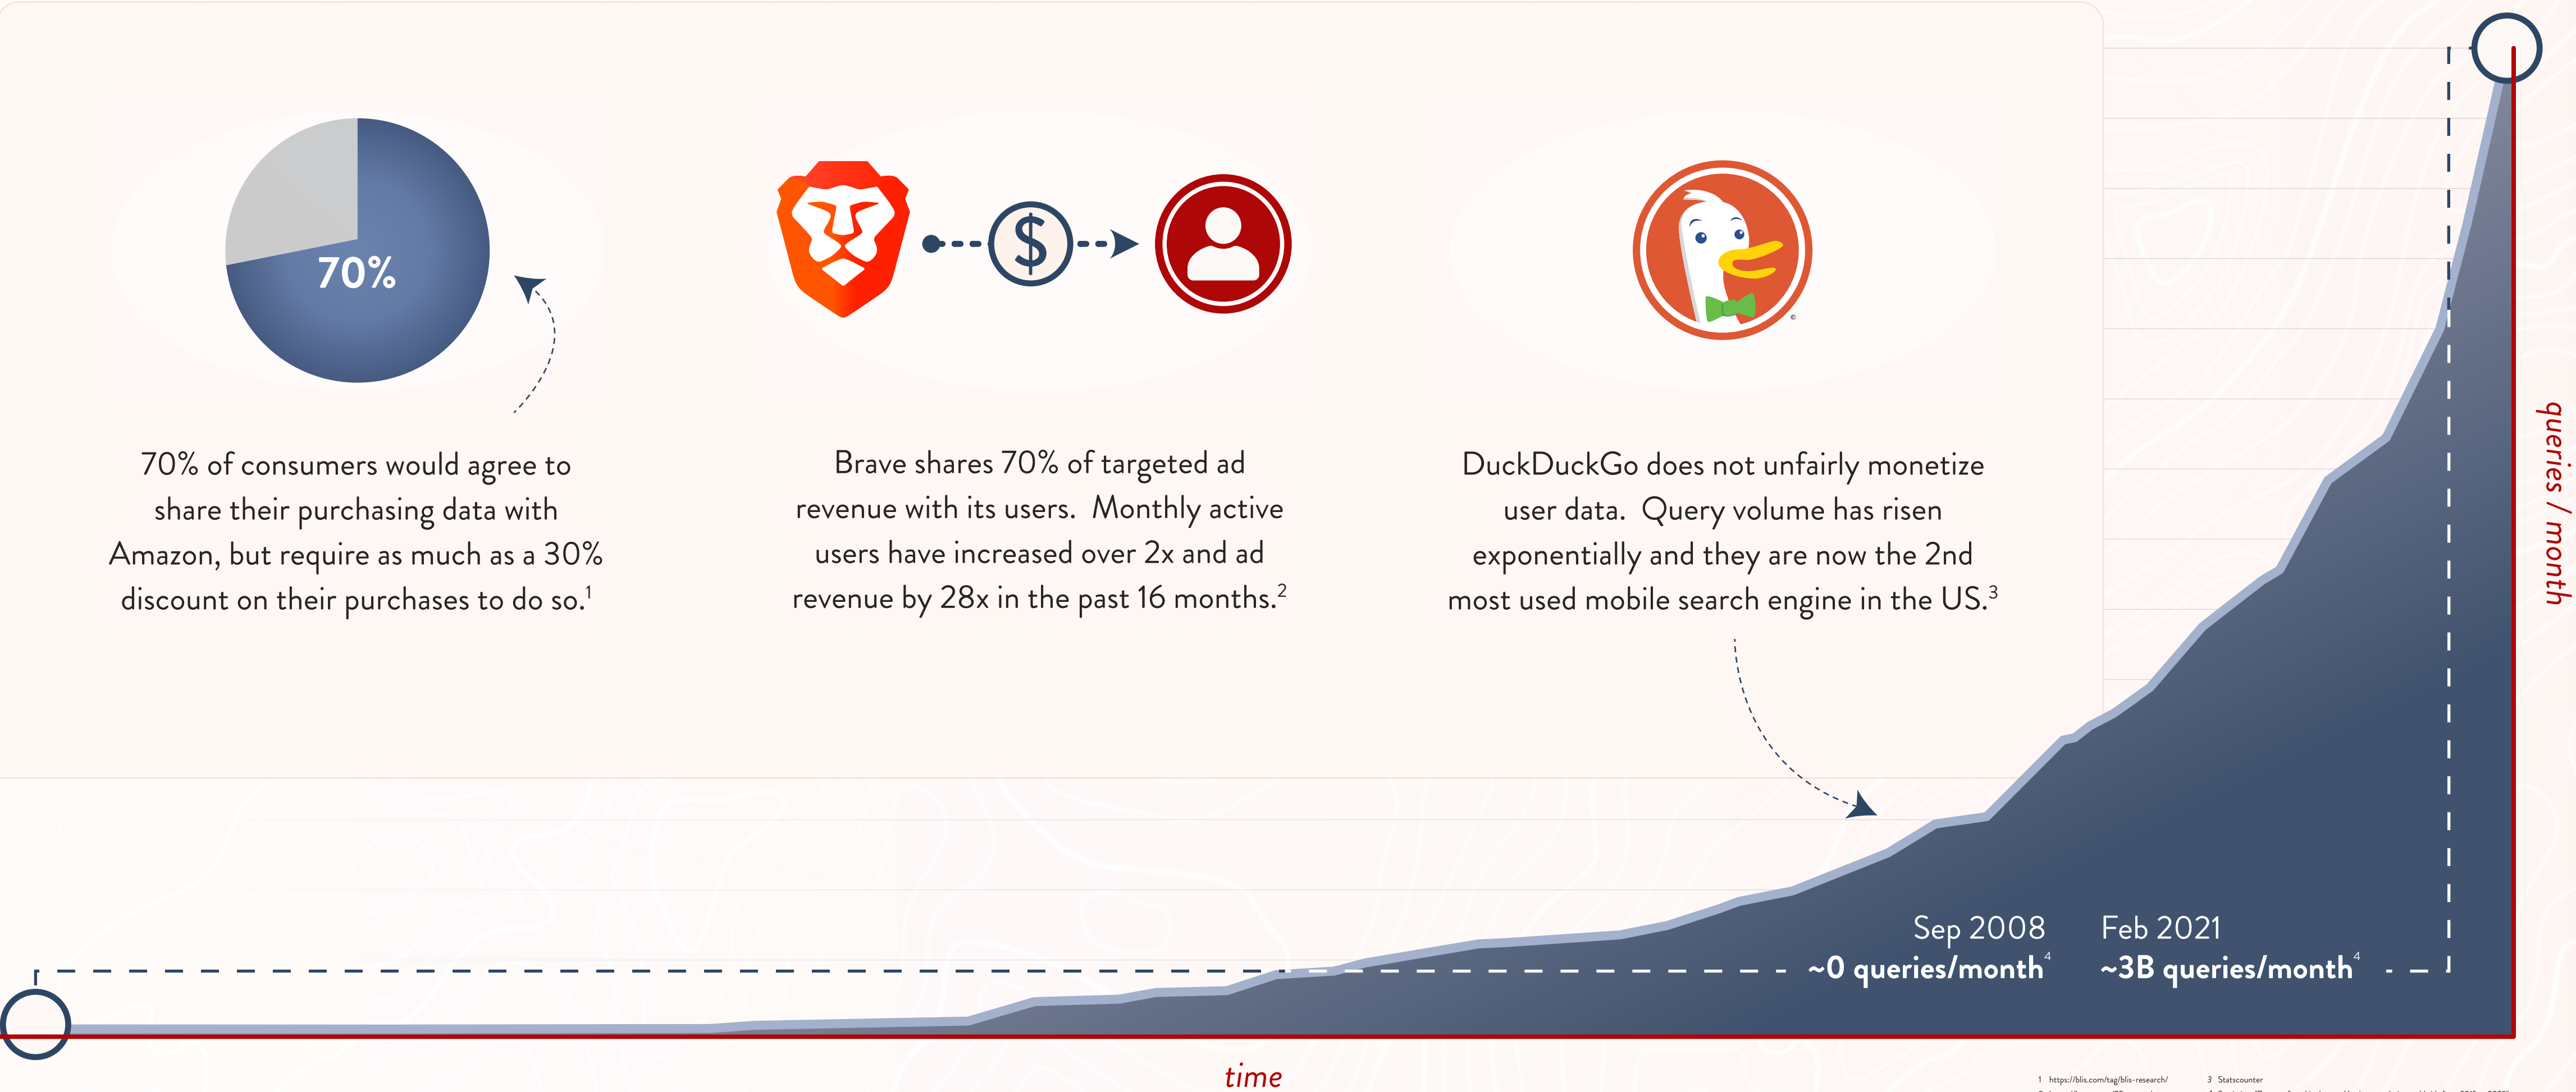 70%
70% of consumers would agree to
share their purchasing data with
Amazon, but require as much as a 30%
discount on their purchases to do so.1
$
Brave shares 70% of targeted ad
revenue with its users. Monthly active
users have increased over 2x and ad
revenue by 28x in the past 16 months.2
©
DuckDuckGo does not unfairly monetize
user data. Query volume has risen
exponentially and they are now the 2nd
most used mobile search engine in the US.3
queries / month
Sep 2008
~0 queries/month4
Feb 2021
~3B queries/month4
time
1 https://blis.com/tag/blis-research/
3 Statscounter